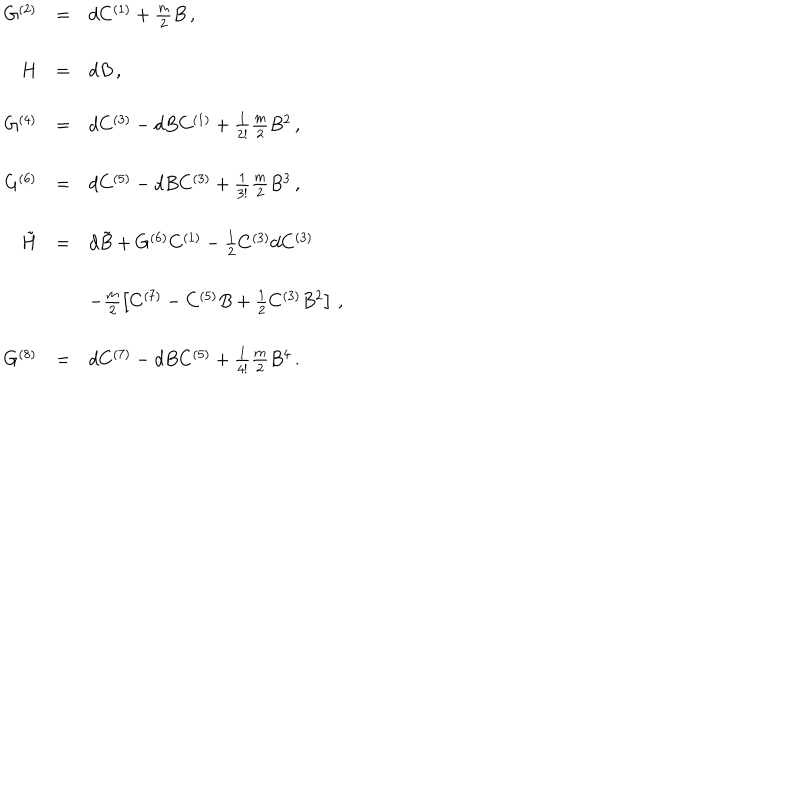 G^{(2)} = dC^{(1)} + \frac{m}{2} B ,
H = dB ,
G^{(4)} = dC^{(3)} - dBC^{(1)} + \frac{1}{2!} \frac{m}{2} B^2 ,
G^{(6)} = dC^{(5)} - dBC^{(3)} + \frac{1}{3!} \frac{m}{2} B^3 ,
\tilde{H} = d\tilde{B} + G^{(6)} C^{(1)} - \frac{1}{2} C^{(3)} dC^{(3)}
- \frac{m}{2} [ C^{(7)} - C^{(5)} B + \frac{1}{2} C^{(3)} B^2 ] ,
G^{(8)} = dC^{(7)} - dBC^{(5)} + \frac{1}{4!} \frac{m}{2} B^4 .